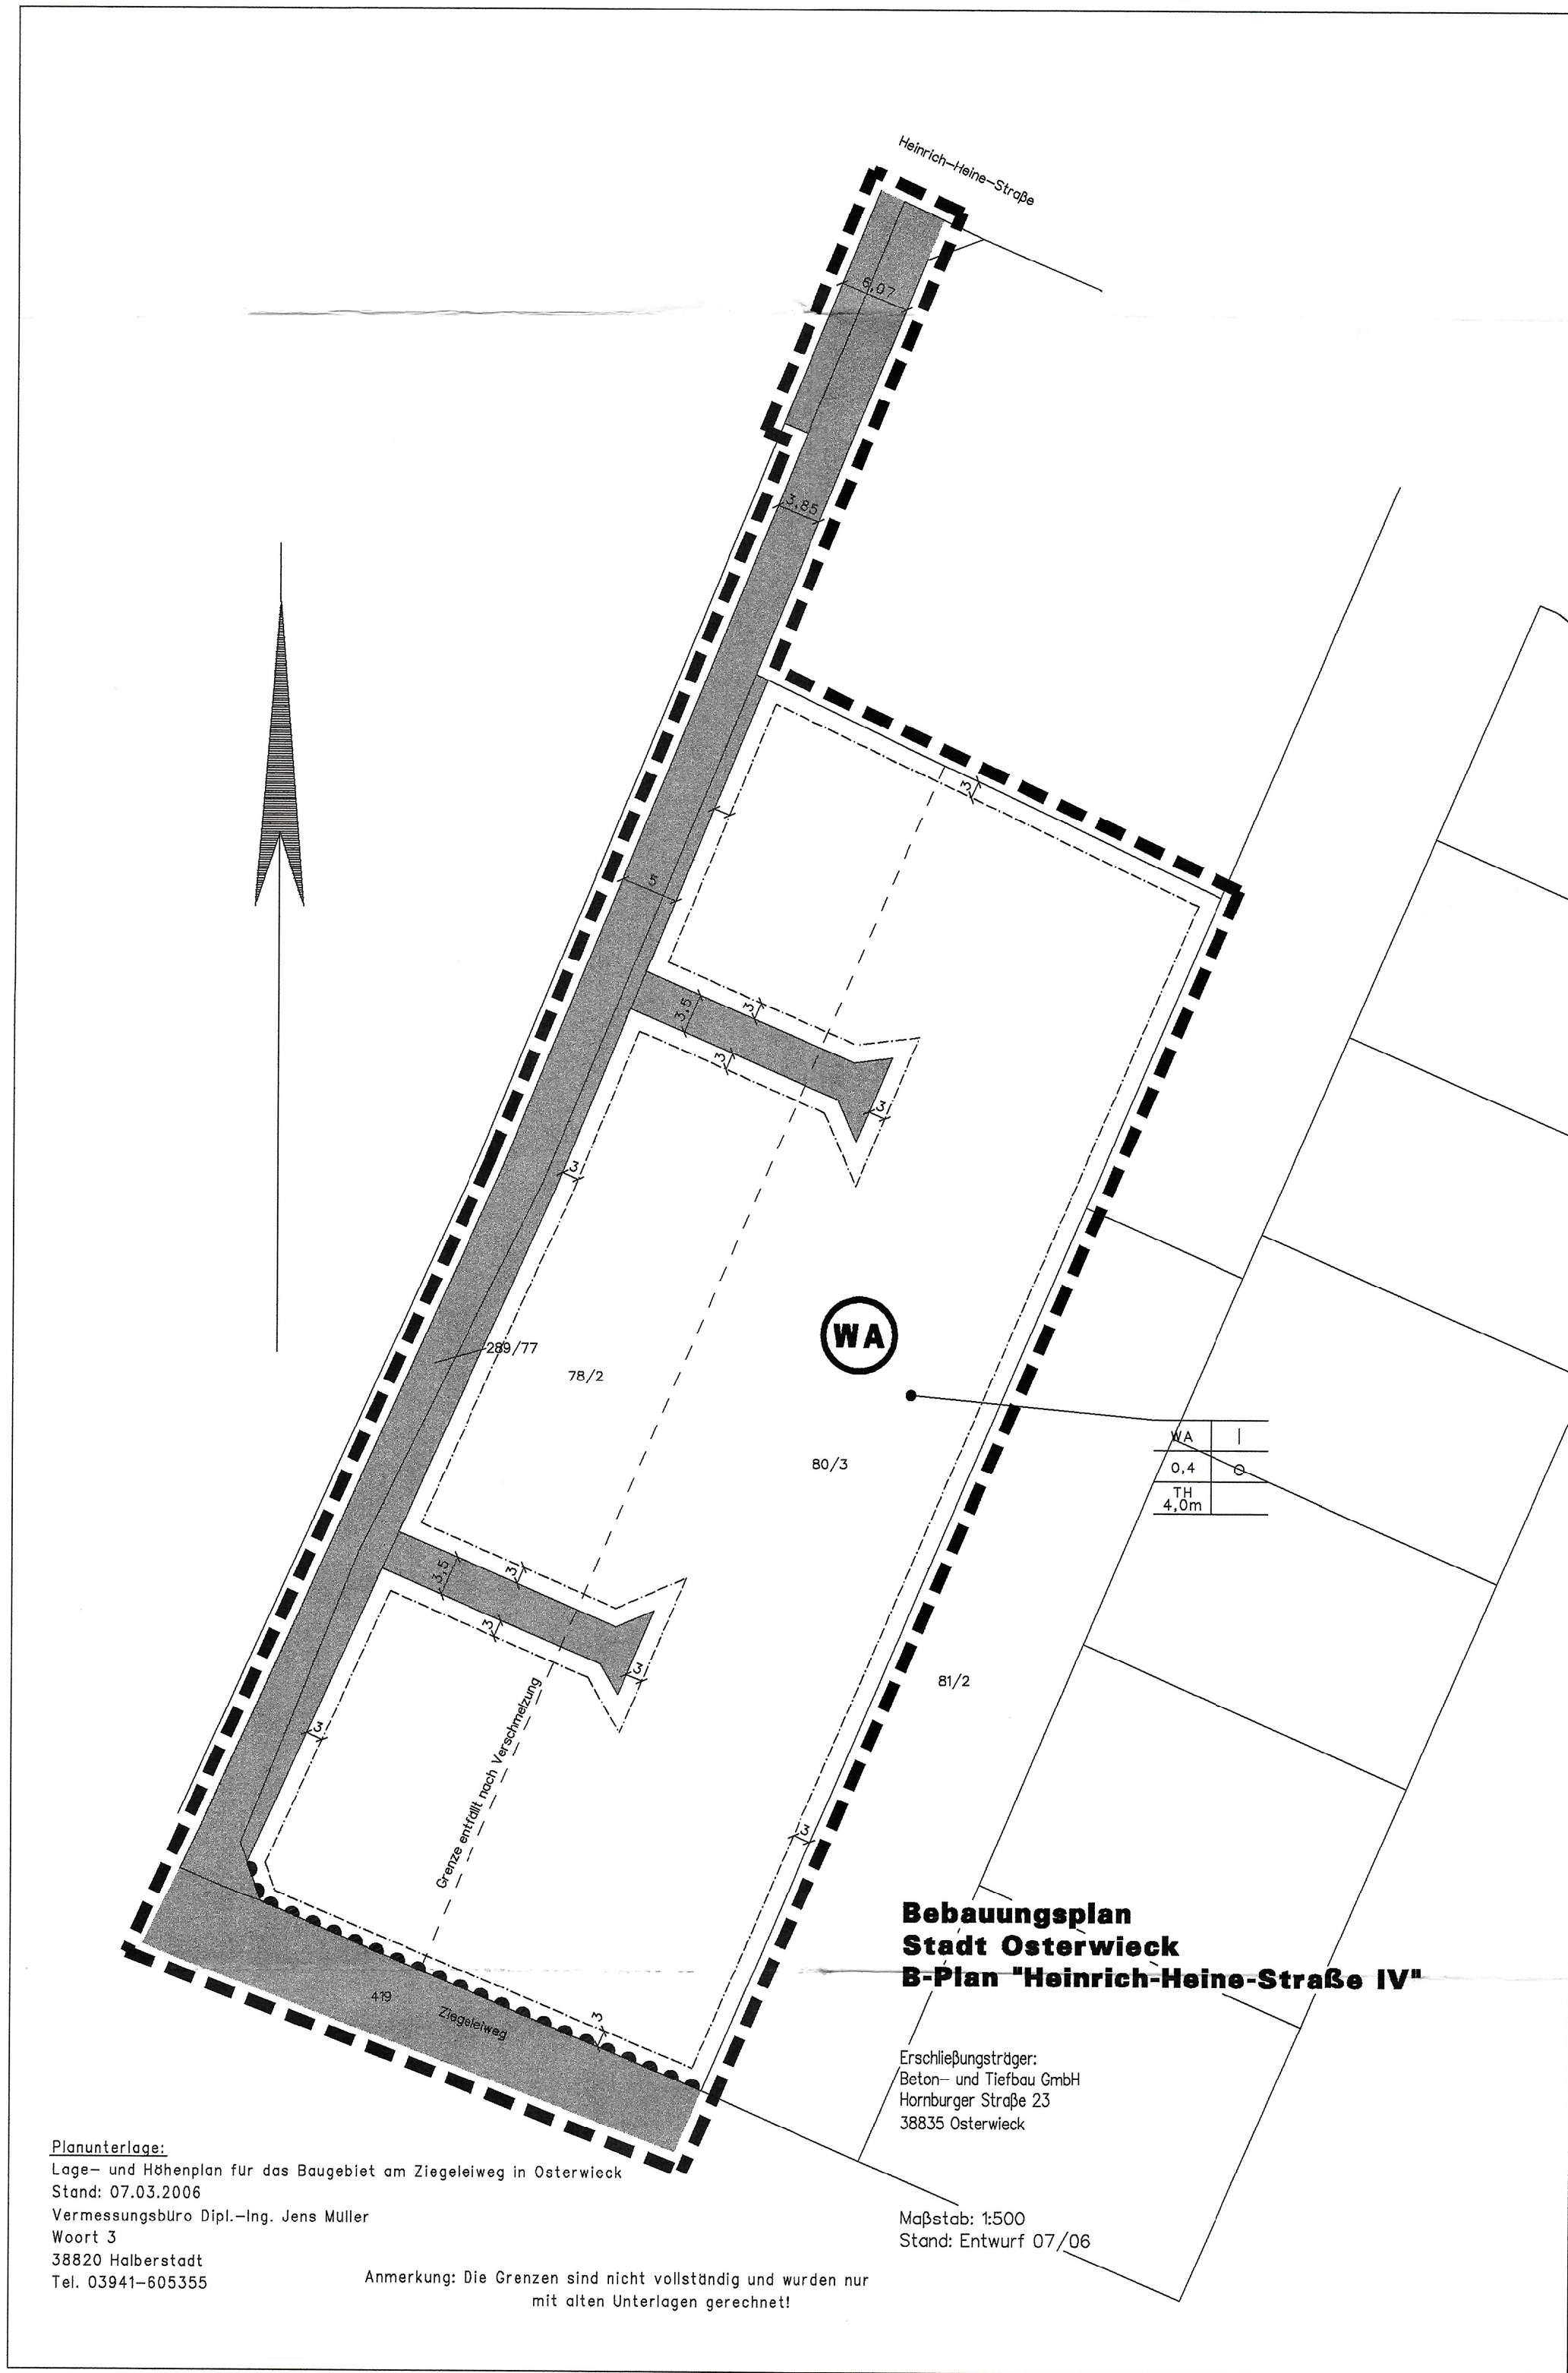 Heinrich-Heine-Straße
6,07
3,85
3
5
3,5
3
3
3
3
WA
289/77
78/2
80/3
WA |
0,4 o
TH
4,0m
3,5
3
3
3
81/2
Grenze entfällt nach Verschmelzung
3
3
419
Ziegeleiweg
3
Bebauungsplan
Stadt Osterwieck
B-Plan "Heinrich-Heine-Straße IV"
Erschließungsträger:
Beton- und Tiefbau GmbH
Hornburger Straße 23
38835 Osterwieck
Planunterlage:
Lage- und Höhenplan für das Baugebiet am Ziegeleiweg in Osterwieck
Stand: 07.03.2006
Vermessungsbüro Dipl.-Ing. Jens Müller
Woort 3
38820 Halberstadt
Tel. 03941-605355
Maßstab: 1:500
Stand: Entwurf 07/06
Anmerkung: Die Grenzen sind nicht vollständig und wurden nur
mit alten Unterlagen gerechnet!